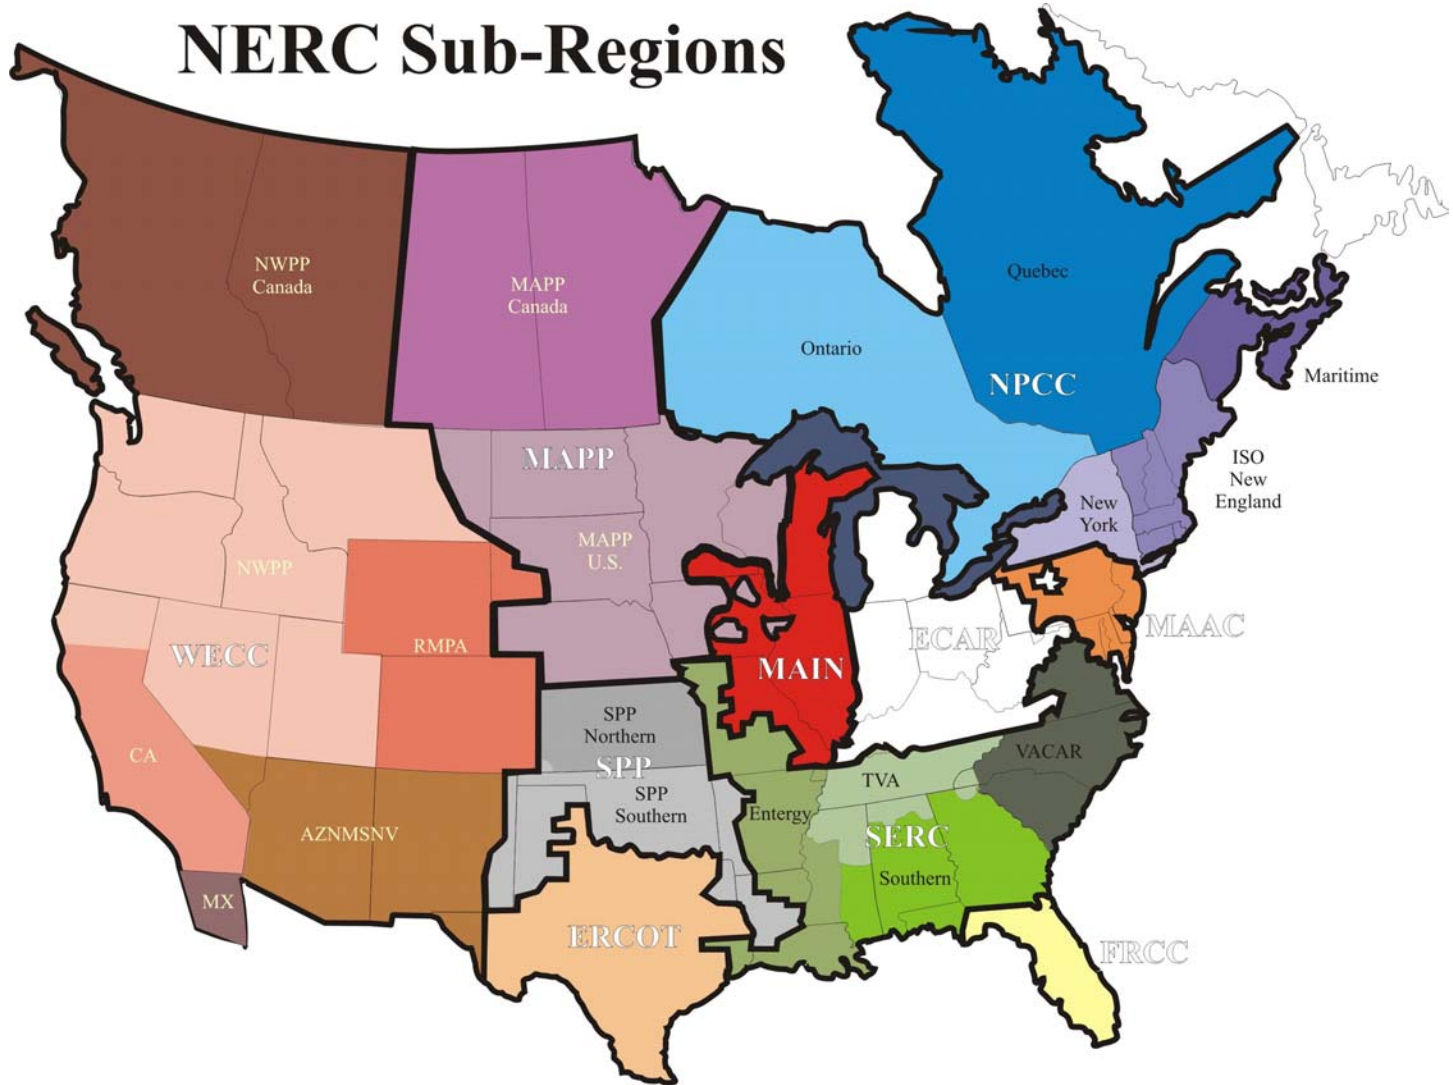 NERC Sub-Regions
NWPP
Canada
MAPP
Canada
Quebec
Ontario
NPCC
Maritime
MAPP
ISO
New
England
New
York
MAPP
U.S.
NWPP
RMPA
WECC
ECAR
MAAC
MAIN
SPP
Northern
CA
SPP
VACAR
TVA
SPP
Southern
Entergy
AZNMSNV
SERC
Southern
MX
ERCOT
FRCC